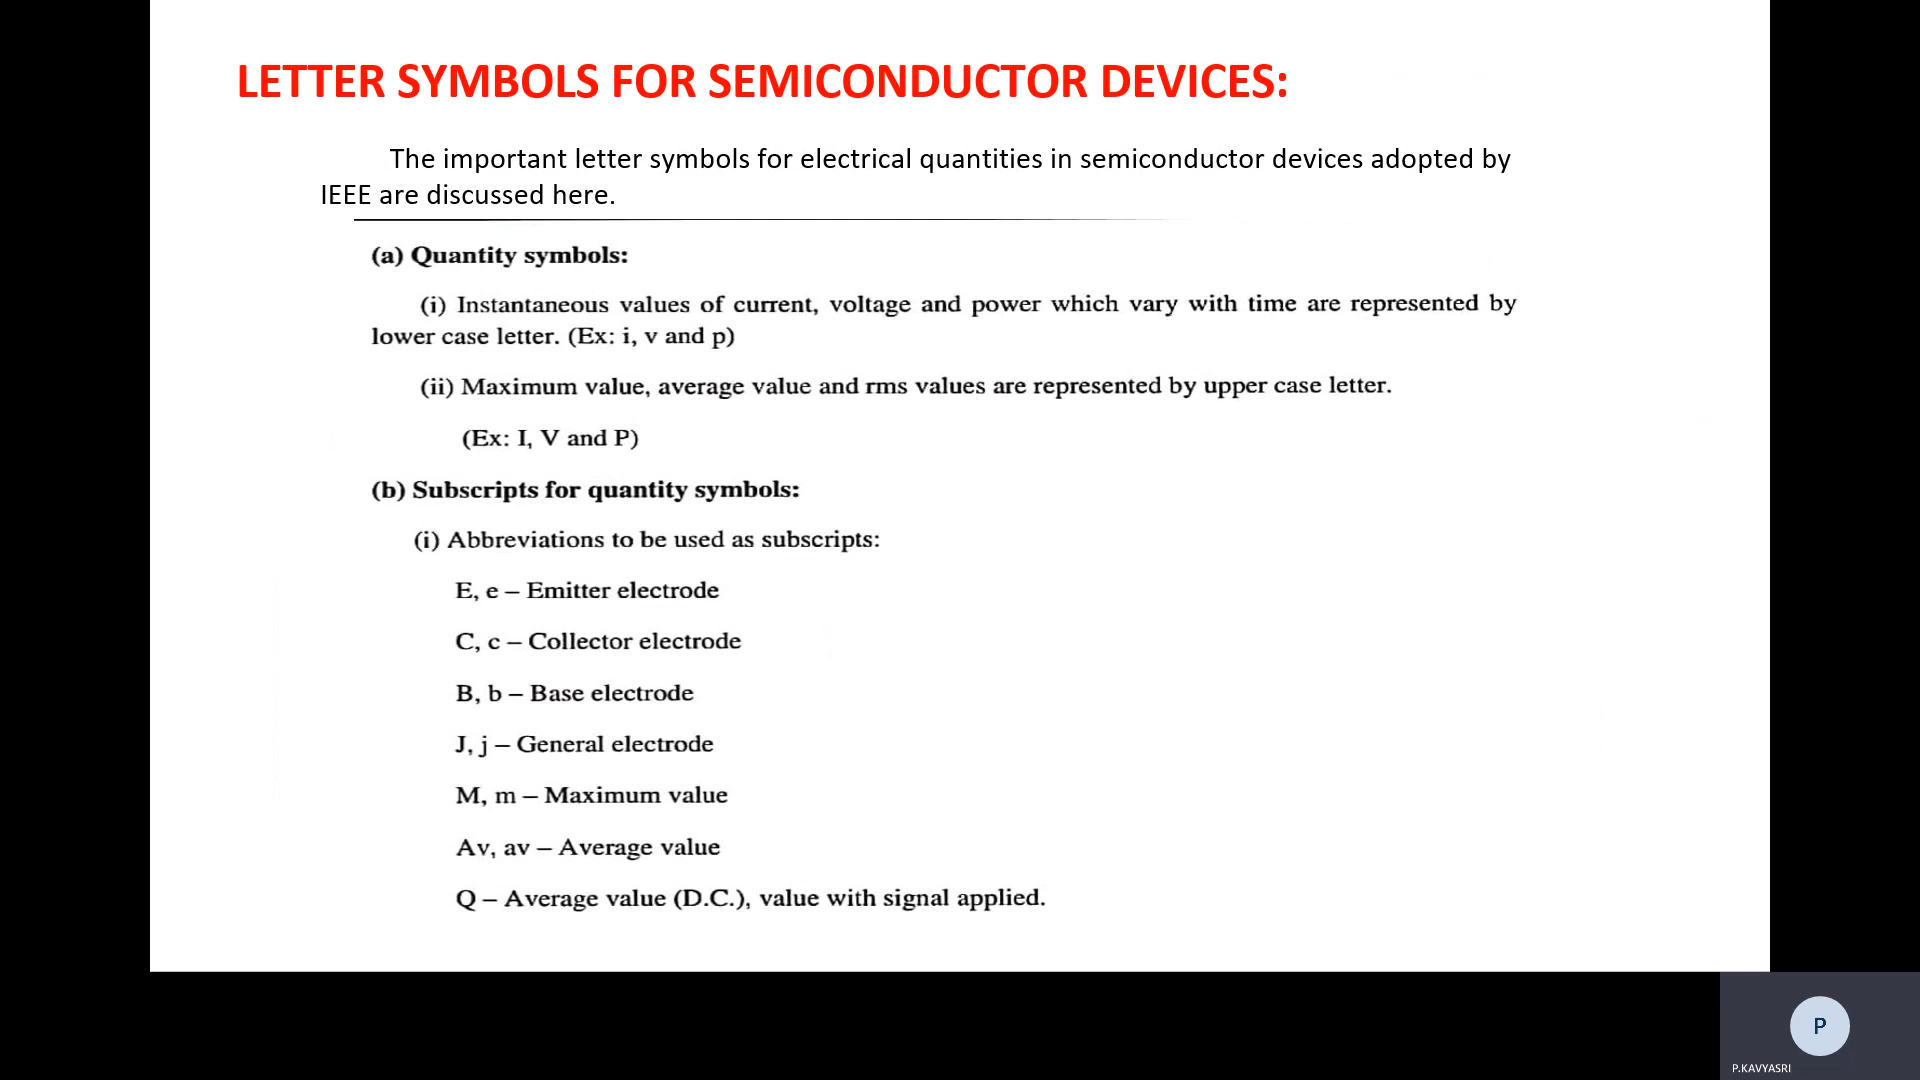 LETTER SYMBOLS FOR SEMICONDUCTOR DEVICES:
The important letter symbols for electrical quantities in semiconductor devices adopted by
IEEE are discussed here.
(a) Quantity symbols:
(i) Instantaneous values of current, voltage and power which vary with time are represented by
lower case letter. (Ex: i, v and p)
(ii) Maximum value, average value and rms values are represented by upper case letter.
(Ex: I, V and P)
(b) Subscripts for quantity symbols:
(i) Abbreviations to be used as subscripts:
E, e – Emitter electrode
C, c – Collector electrode
B, b – Base electrode
J, j – General electrode
M, m – Maximum value
Av, av – Average value
Q – Average value (D.C.), value with signal applied.
P
P.KAVYASRI